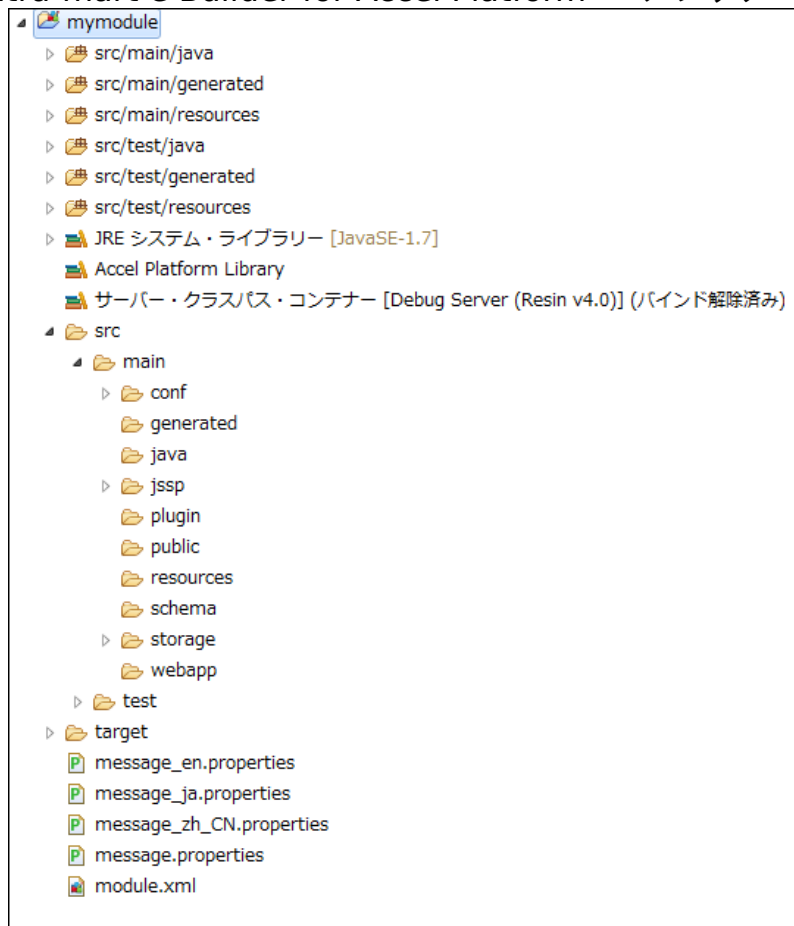 mymodule
src/main/java
src/main/generated
src/main/resources
src/test/java
src/test/generated
src/test/resources
JRE システム・ライブラリー [JavaSE-1.7]
Accel Platform Library
サーバー・クラスパス・コンテナー [Debug Server (Resin v4.0)] (バインド解除済み)
src
main
conf
generated
java
jssp
plugin
public
resources
schema
storage
webapp
test
target
message_en.properties
message_ja.properties
message_zh_CN.properties
message.properties
module.xml